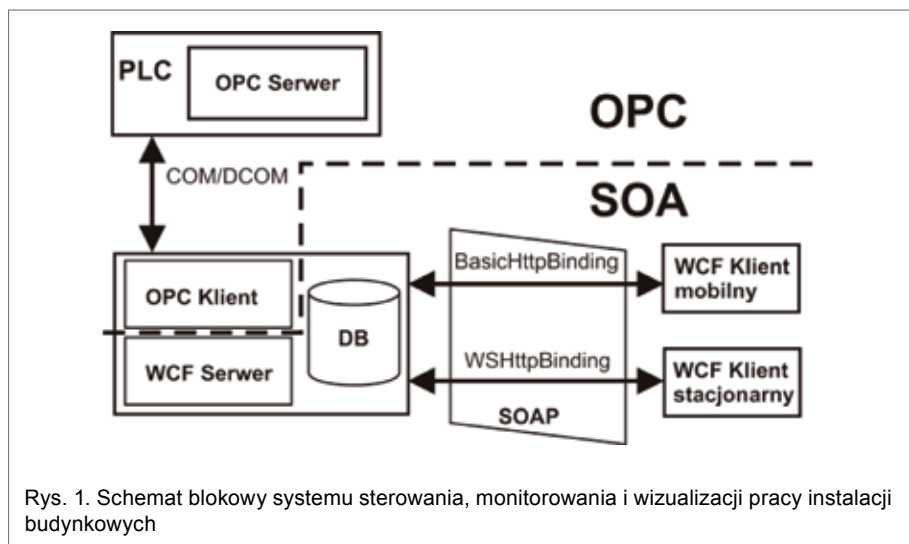 PLC
OPC Serwer
OPC
COM/DCOM
SOA
OPC Klient
WCF Serwer
DB
BasicHttpBinding
WCF Klient
mobilny
WSHttpBinding
WCF Klient
stacjonarny
SOAP
Rys. 1. Schemat blokowy systemu sterowania, monitorowania i wizualizacji pracy instalacji
budynkowych